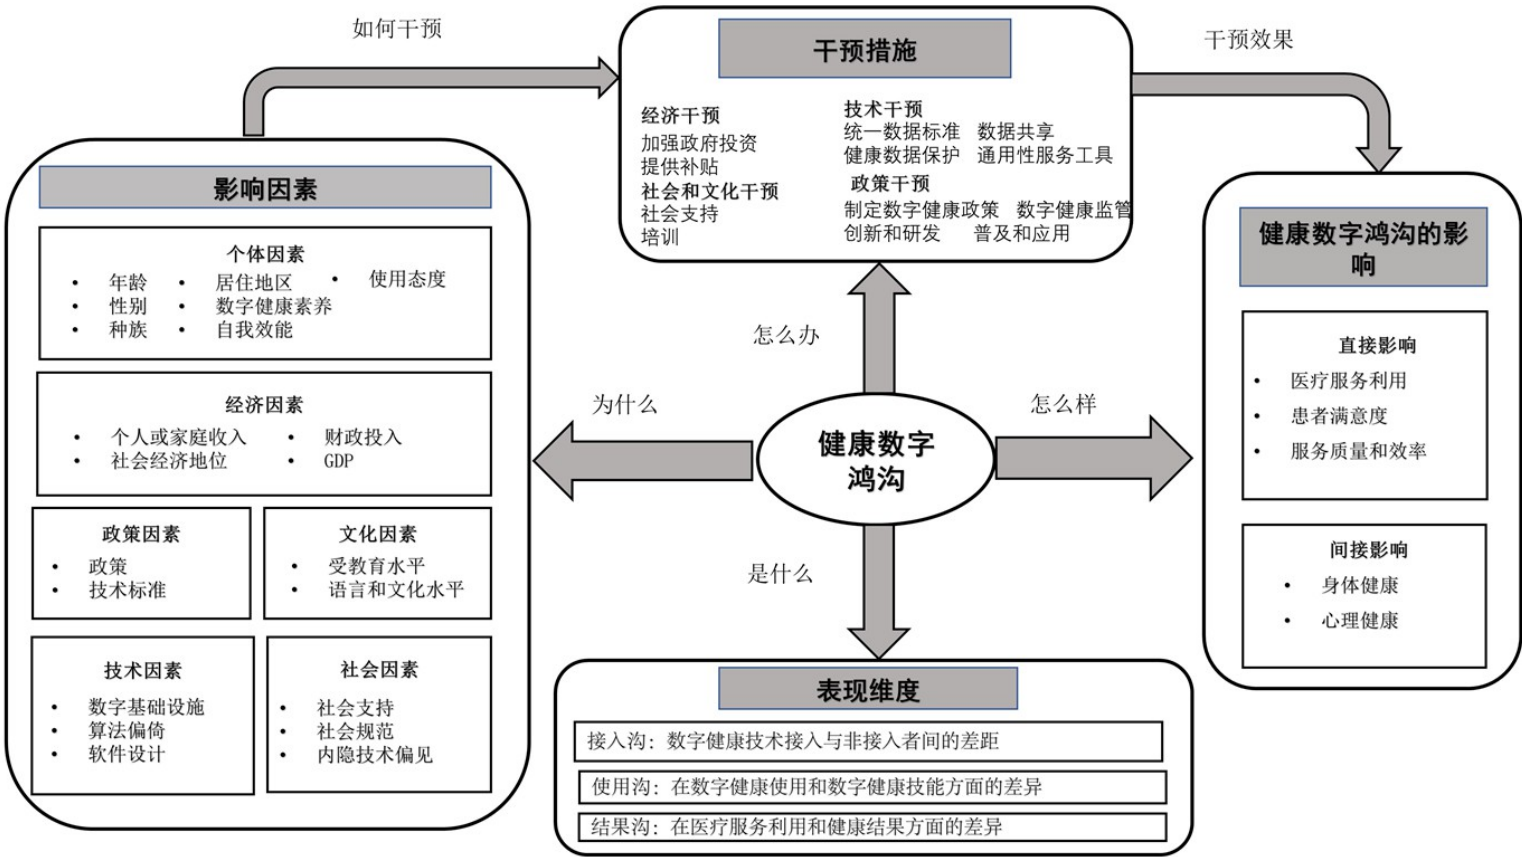 如何干预
干预措施
干预效果
经济干预
加强政府投资
提供补贴
社会和文化干预
社会支持
培训
技术干预
统一数据标准 数据共享
健康数据保护 通用性服务工具
政策干预
制定数字健康政策 数字健康监管
创新和研发 普及和应用
影响因素
个体因素
• 年龄 • 居住地区 • 使用态度
• 性别 • 数字健康素养
• 种族 • 自我效能
经济因素
• 个人或家庭收入 • 财政投入
• 社会经济地位 • GDP
政策因素
• 政策
• 技术标准
文化因素
• 受教育水平
• 语言和文化水平
技术因素
• 数字基础设施
• 算法偏倚
• 软件设计
社会因素
• 社会支持
• 社会规范
• 内隐技术偏见
怎么办
为什么
怎么样
健康数字
鸿沟
是什么
健康数字鸿沟的影
响
直接影响
• 医疗服务利用
• 患者满意度
• 服务质量和效率
间接影响
• 身体健康
• 心理健康
表现维度
接入沟：数字健康技术接入与非接入者间的差距
使用沟：在数字健康使用和数字健康技能方面的差异
结果沟：在医疗服务利用和健康结果方面的差异